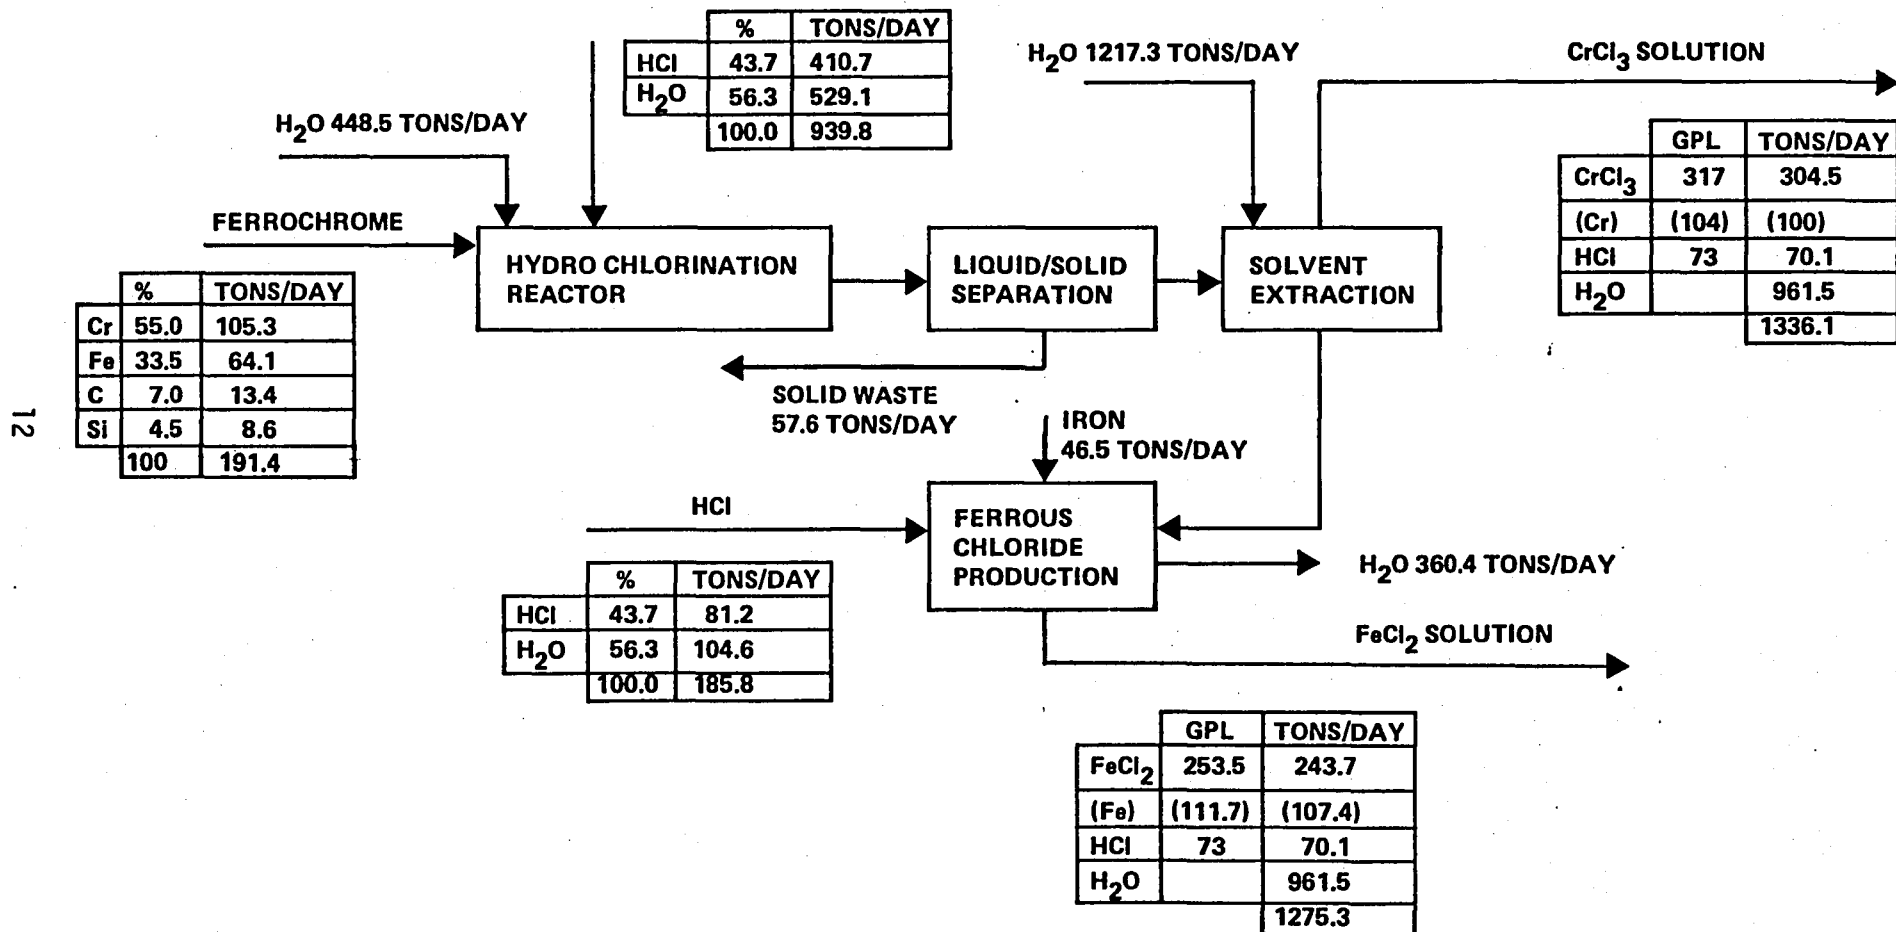 % TONS/DAY
HCl 43.7 410.7
H₂O 56.3 529.1
100.0 939.8
H₂O 448.5 TONS/DAY
H₂O 1217.3 TONS/DAY
CrCl₃ SOLUTION
GPL TONS/DAY
CrCl₃ 317 304.5
(Cr) (104) (100)
HCl 73 70.1
H₂O 961.5
1336.1
FERROCHROME
% TONS/DAY
Cr 55.0 105.3
Fe 33.5 64.1
C 7.0 13.4
Si 4.5 8.6
100 191.4
HYDRO CHLORINATION
REACTOR
LIQUID/SOLID
SEPARATION
SOLVENT
EXTRACTION
SOLID WASTE
57.6 TONS/DAY
IRON
46.5 TONS/DAY
12
HCl
% TONS/DAY
HCl 43.7 81.2
H₂O 56.3 104.6
100.0 185.8
FERROUS
CHLORIDE
PRODUCTION
H₂O 360.4 TONS/DAY
FeCl₂ SOLUTION
GPL TONS/DAY
FeCl₂ 253.5 243.7
(Fe) (111.7) (107.4)
HCl 73 70.1
H₂O 961.5
1275.3